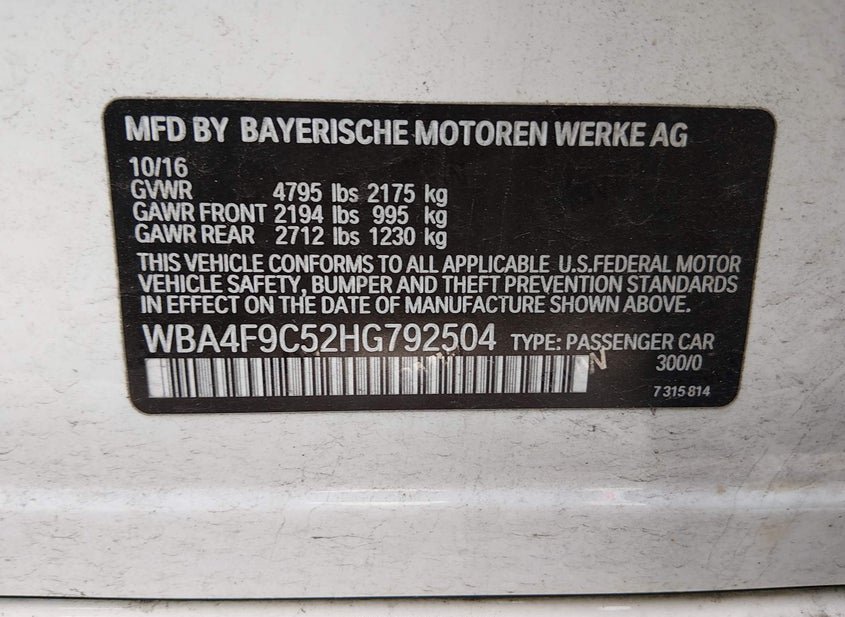 MFD BY BAYERISCHE MOTOREN WERKE AG
10/16
GVWR 4795 lbs 2175 kg
GAWR FRONT 2194 lbs 995 kg
GAWR REAR 2712 lbs 1230 kg
THIS VEHICLE CONFORMS TO ALL APPLICABLE U.S.FEDERAL MOTOR
VEHICLE SAFETY, BUMPER AND THEFT PREVENTION STANDARDS
IN EFFECT ON THE DATE OF MANUFACTURE SHOWN ABOVE.
WBA4F9C52HG792504 TYPE: PASSENGER CAR
300/0
7 315 814